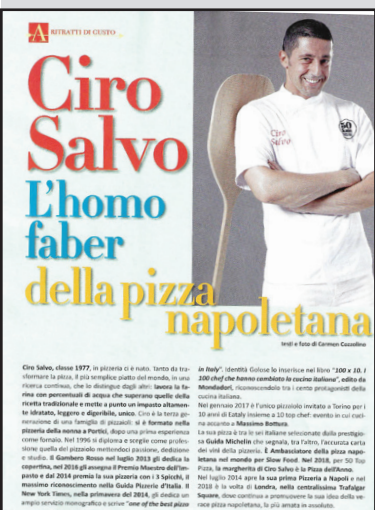 A RITRATTI DI GUSTO
Ciro
Salvo
L'homo
faber
della pizza
napoletana
50
Ciro
Salvo
testi e foto di Carmen Cozzolino
Ciro Salvo, classe 1977, in pizzeria ci è nato. Tanto da tra-
sformare la pizza, il più semplice piatto del mondo, in una
ricerca continua, che lo distingue dagli altri: lavora la fa-
rina con percentuali di acqua che superano quelle della
ricetta tradizionale e mette a punto un impasto altamen-
te idratato, leggero e digeribile, unico. Ciro è la terza ge-
nerazione di una famiglia di pizzaioli: si è formato nella
pizzeria della nonna a Portici, dopo una prima esperienza
come fornaio. Nel 1996 si diploma e sceglie come profes-
sione quella del pizzaiolo mettendoci passione, dedizione
e studio. Il Gambero Rosso nel luglio 2013 gli dedica la
copertina, nel 2016 gli assegna il Premio Maestro dell'Im-
pasto e dal 2014 premia la sua pizzeria con i 3 Spicchi, il
massimo riconoscimento nella Guida Pizzerie d'Italia. Il
New York Times, nella primavera del 2014, gli dedica un
ampio servizio monografico e scrive "one of the best pizza
in Italy". Identità Golose lo inserisce nel libro "100 x 10. I
100 chef che hanno cambiato la cucina italiana", edito da
Mondadori, riconoscendolo tra i cento protagonisti della
cucina italiana.
Nel gennaio 2017 è l'unico pizzaiolo invitato a Torino per i
10 anni di Eataly insieme a 10 top chef: evento in cui cuci-
na accanto a Massimo Bottura.
La sua pizza è tra le sei italiane selezionate dalla prestigio-
sa Guida Michelin che segnala, tra l'altro, l'accurata carta
dei vini della pizzeria. È Ambasciatore della pizza napo-
letana nel mondo per Slow Food. Nel 2018, per 50 Top
Pizza, la margherita di Ciro Salvo è la Pizza dell'Anno.
Nel luglio 2014 apre la sua prima Pizzeria a Napoli e nel
2018 è la volta di Londra, nella centralissima Trafalgar
Square, dove continua a promuovere la sua idea della ve-
race pizza napoletana, la più amata in assoluto.